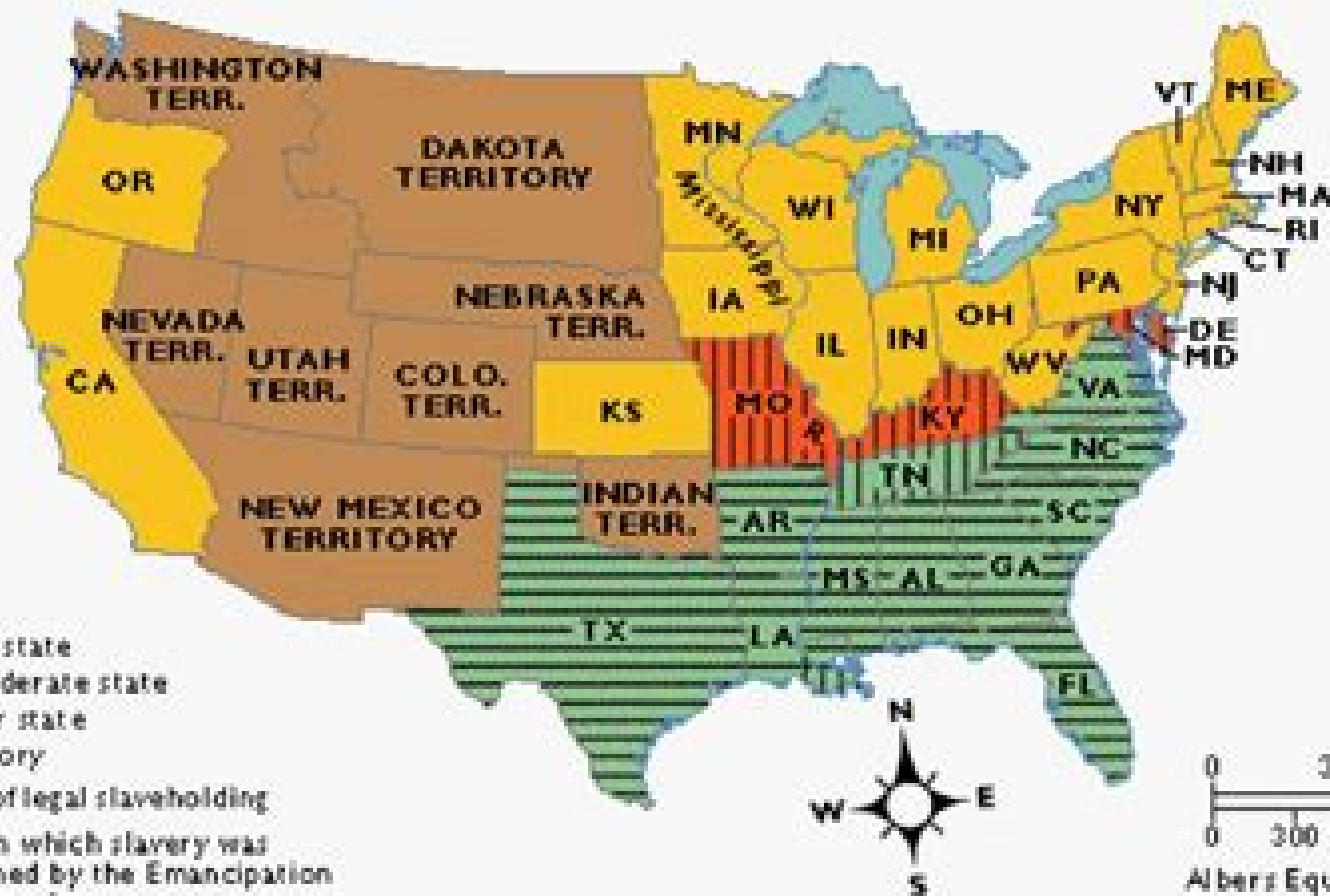 WASHINGTON
TERR.
VT
ME
MN
DAKOTA
TERRITORY
OR
NH
MA
WI
NY
RI
Mississippi
MI
CT
PA
NJ
NEBRASKA
TERR.
IA
OH
NEVADA
TERR.
IL
IN
DE
MD
UTAH
TERR.
WV
COLO.
TERR.
CA
VA
KS
MO
KY
R
NC
TN
INDIAN
TERR.
NEW MEXICO
TERRITORY
AR
SC
GA
MS
AL
TX
LA
FL
state
derate state
r state
ory
of legal slaveholding
n which slavery was
ned by the Emancipation
N
W
E
S
0
3
0
300
Albers Equ